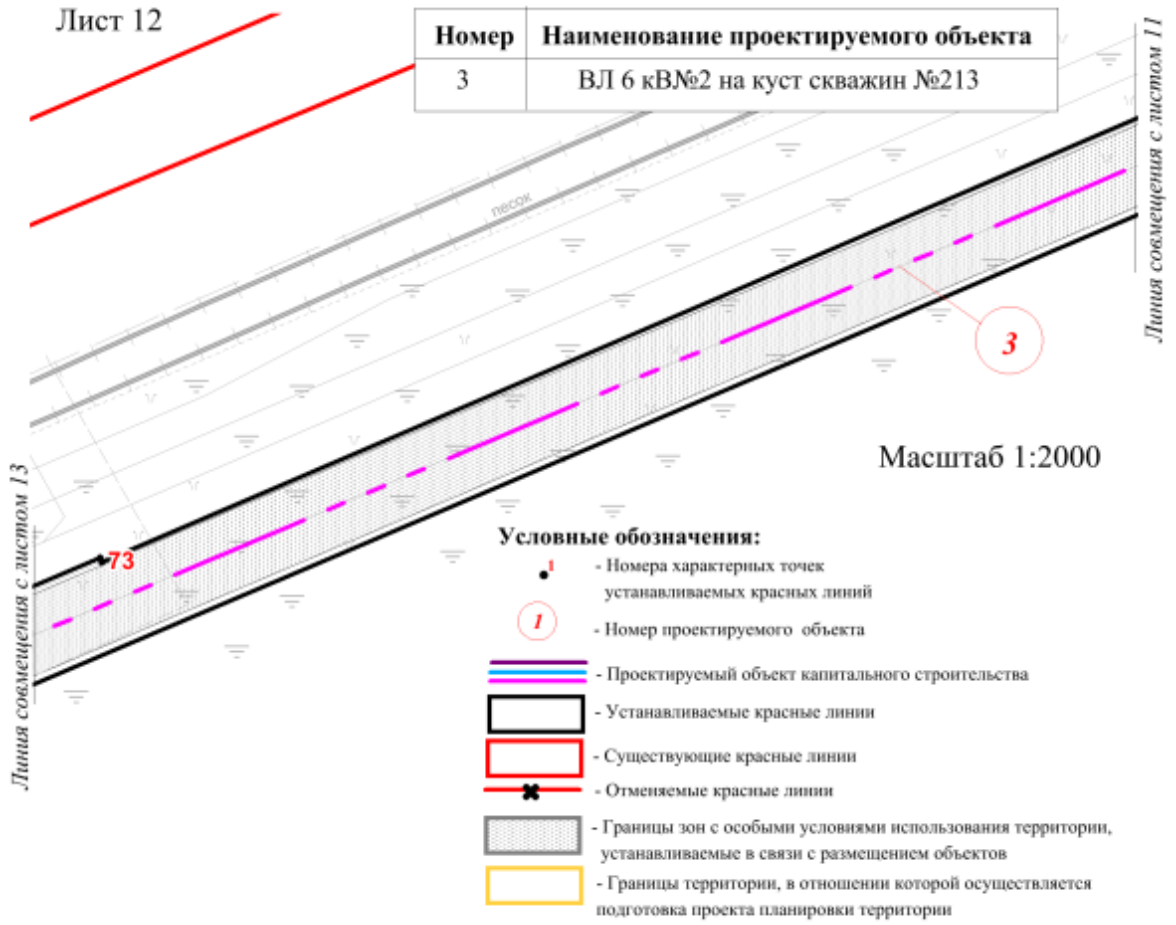 Лист 12
Номер Наименование проектируемого объекта
3 ВЛ 6 кВ№2 на куст скважин №213
Линия совмещения с листом 11
песок
3
Масштаб 1:2000
Линия совмещения с листом 13
73
Условные обозначения:
1 - Номера характерных точек
устанавливаемых красных линий
1 - Номер проектируемого объекта
- Проектируемый объект капитального строительства
- Устанавливаемые красные линии
- Существующие красные линии
- Отменяемые красные линии
- Границы зон с особыми условиями использования территории,
устанавливаемые в связи с размещением объектов
- Границы территории, в отношении которой осуществляется
подготовка проекта планировки территории